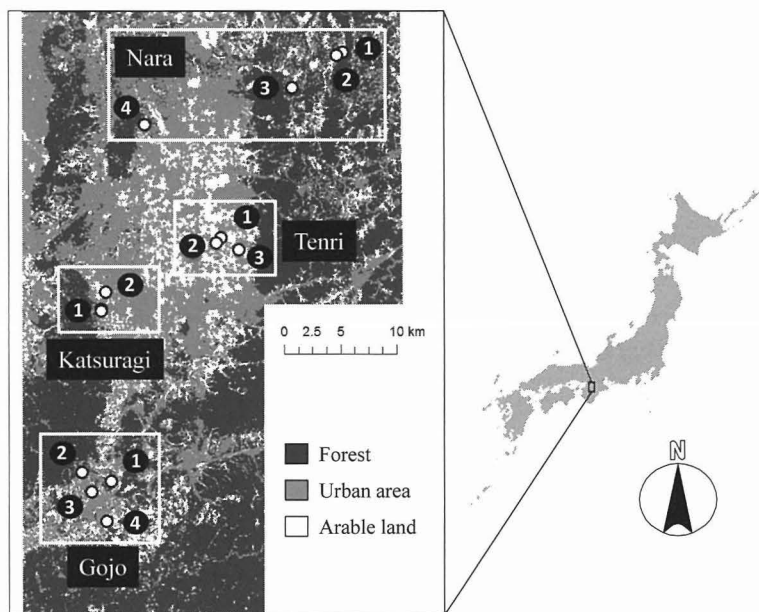 Nara
1
2
3
4
1
2
3
Tenri
2
1
Katsuragi
0 2.5 5 10 km
2
1
3
4
Gojo
Forest
Urban area
Arable land
N